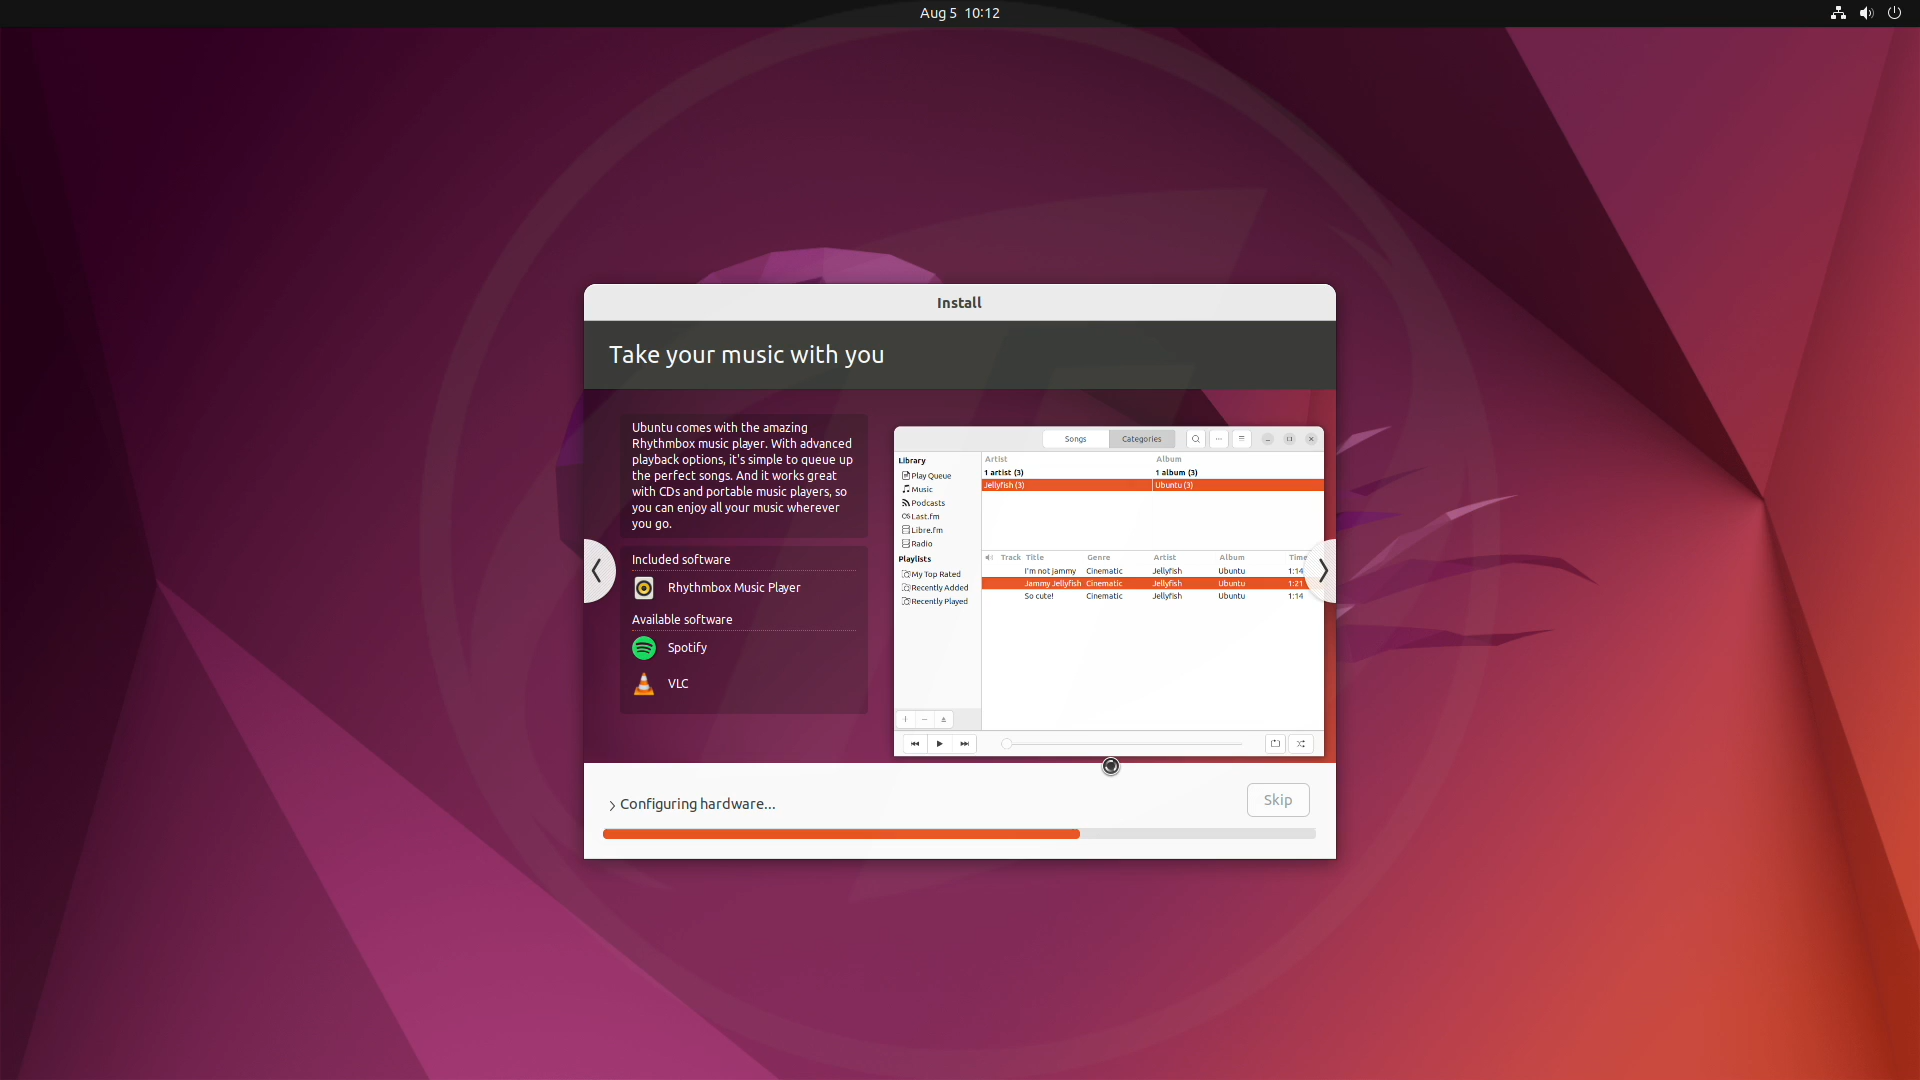 Aug 5 10:12
Install
Take your music with you
Ubuntu comes with the amazing
Rhythmbox music player. With advanced
playback options, it's simple to queue up
the perfect songs. And it works great
with CDs and portable music players, so
you can enjoy all your music wherever
you go.
Included software
Rhythmbox Music Player
Available software
Spotify
VLC
Songs Categories
Library
Play Queue
Music
Podcasts
Last.fm
Libre.fm
Radio
Playlists
My Top Rated
Recently Added
Recently Played
Artist Album
1 artist (3) 1 album (3)
Jellyfish (3) Ubuntu (3)
Track Title Genre Artist Album Time
I'm not jammy Cinematic Jellyfish Ubuntu 1:14
Jammy Jellyfish Cinematic Jellyfish Ubuntu 1:21
So cute! Cinematic Jellyfish Ubuntu 1:14
Configuring hardware...
Skip